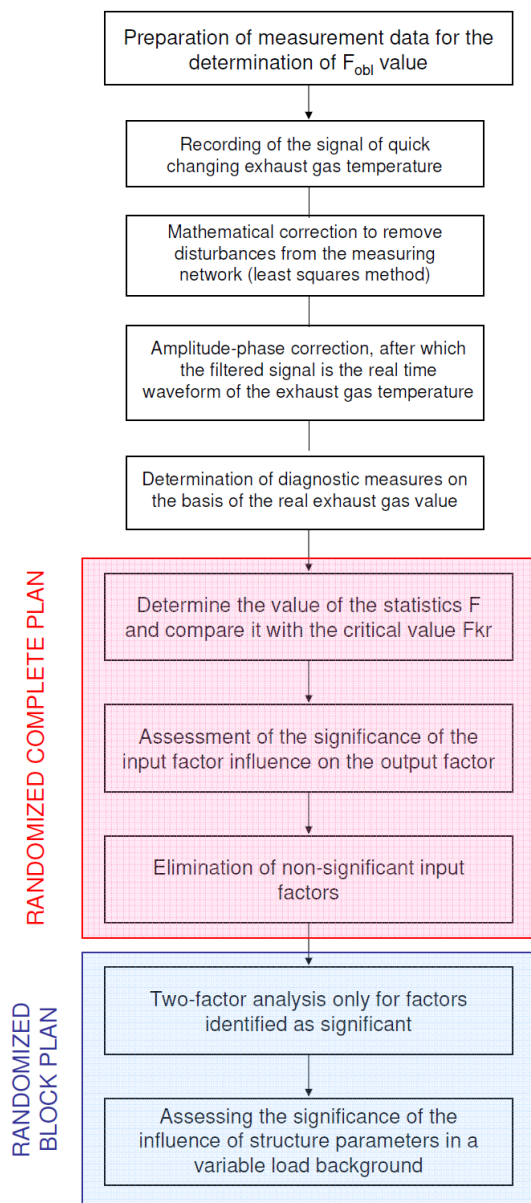 Preparation of measurement data for the
determination of Fobl value
Recording of the signal of quick
changing exhaust gas temperature
Mathematical correction to remove
disturbances from the measuring
network (least squares method)
Amplitude-phase correction, after which
the filtered signal is the real time
waveform of the exhaust gas temperature
Determination of diagnostic measures on
the basis of the real exhaust gas value
RANDOMIZED COMPLETE PLAN
Determine the value of the statistics F
and compare it with the critical value Fkr
Assessment of the significance of the
input factor influence on the output factor
Elimination of non-significant input
factors
RANDOMIZED
BLOCK PLAN
Two-factor analysis only for factors
identified as significant
Assessing the significance of the
influence of structure parameters in a
variable load background